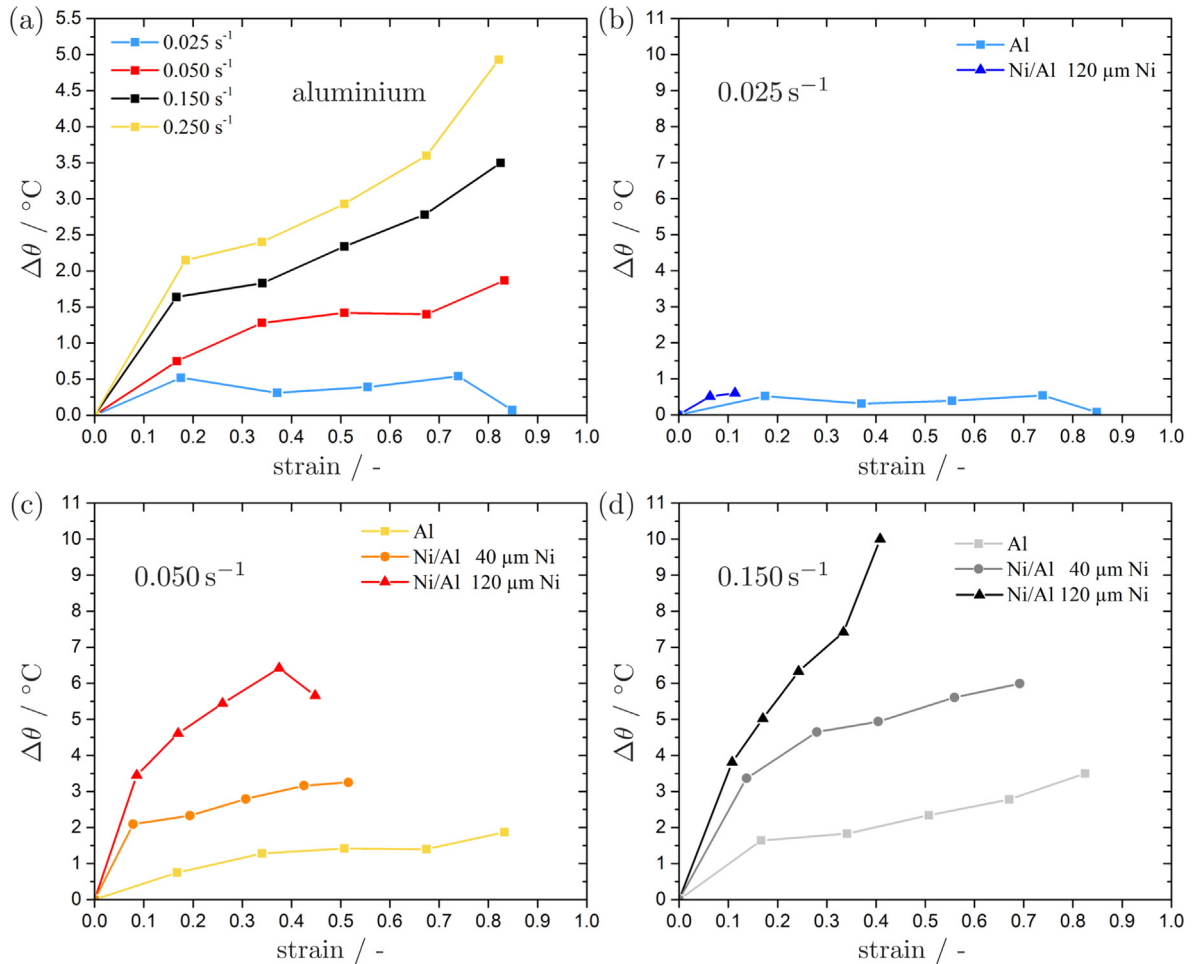 (a)
5.5
5.0
4.5
4.0
3.5
3.0
2.5
2.0
1.5
1.0
0.5
0.0
Δθ / °C
0.025 s⁻¹
0.050 s⁻¹
0.150 s⁻¹
0.250 s⁻¹
aluminium
0.0 0.1 0.2 0.3 0.4 0.5 0.6 0.7 0.8 0.9 1.0
strain / -
(b)
11
10
9
8
7
6
5
4
3
2
1
0
Δθ / °C
0.025 s⁻¹
Al
Ni/Al 120 µm Ni
0.0 0.1 0.2 0.3 0.4 0.5 0.6 0.7 0.8 0.9 1.0
strain / -
(c)
11
10
9
8
7
6
5
4
3
2
1
0
Δθ / °C
0.050 s⁻¹
Al
Ni/Al 40 µm Ni
Ni/Al 120 µm Ni
0.0 0.1 0.2 0.3 0.4 0.5 0.6 0.7 0.8 0.9 1.0
strain / -
(d)
11
10
9
8
7
6
5
4
3
2
1
0
Δθ / °C
0.150 s⁻¹
Al
Ni/Al 40 µm Ni
Ni/Al 120 µm Ni
0.0 0.1 0.2 0.3 0.4 0.5 0.6 0.7 0.8 0.9 1.0
strain / -